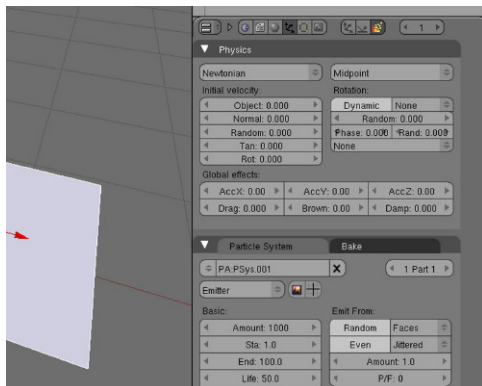 1
Physics
Newtonian Midpoint
Initial velocity: Rotation:
Object: 0.000 Dynamic None
Normal: 0.000 Random: 0.000
Random: 0.000 Phase: 0.000 Rand: 0.000
Tan: 0.000 None
Rot: 0.000
Global effects:
AccX: 0.00 AccY: 0.00 AccZ: 0.00
Drag: 0.000 Brown: 0.00 Damp: 0.000
Particle System Bake
PA:PSys.001 X 1 Part 1
Emitter
Basic: Emit From:
Amount: 1000 Random Faces
Sta: 1.0 Even Jittered
End: 100.0 Amount: 1.0
Life: 50.0 P/F: 0